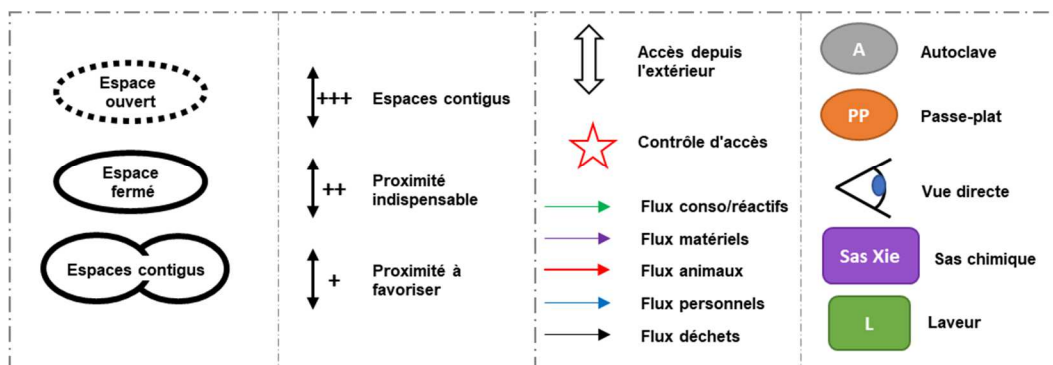 Espace
ouvert
Espace
fermé
Espaces contigus
+++ Espaces contigus
++ Proximité
indispensable
+ Proximité à
favoriser
Accès depuis
l'extérieur
Contrôle d'accès
Flux conso/réactifs
Flux matériels
Flux animaux
Flux personnels
Flux déchets
A Autoclave
PP Passe-plat
Vue directe
Sas Xie Sas chimique
L Laveur